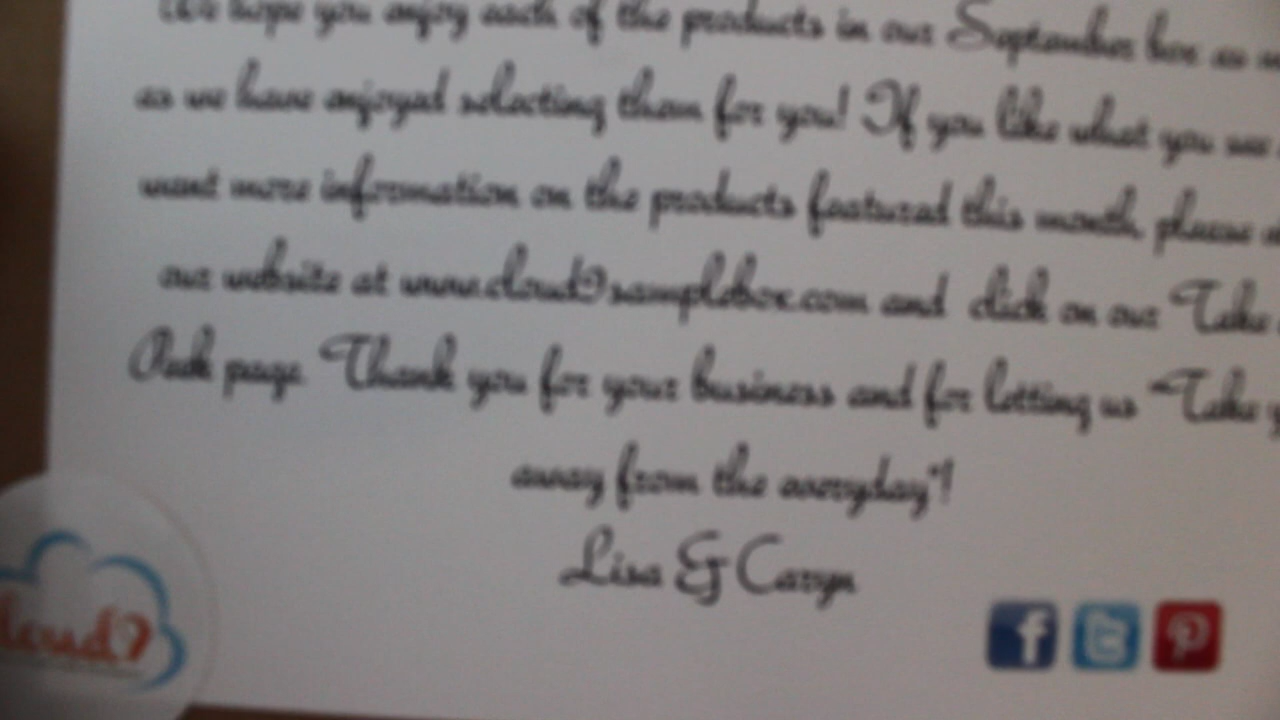 We hope you enjoy each of the products in our September box as
as we have enjoyed selecting them for you! If you like what you see
want more information on the products featured this month, please
our website at www.cloud9samplebox.com and click on our "Take
Peek page. Thank you for your business and for letting us "Take
away from the everyday"!
Lisa & Caryn
cloud9